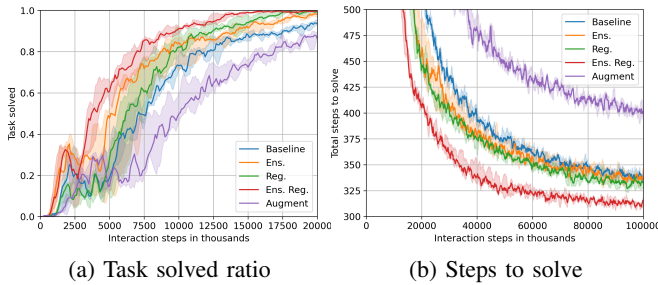 1.0
0.8
0.6
0.4
0.2
0.0
Task solved
0
2500
5000
7500
10000
12500
15000
17500
20000
Interaction steps in thousands
Baseline
Ens.
Reg.
Ens. Reg.
Augment
(a) Task solved ratio
500
475
450
425
400
375
350
325
300
Total steps to solve
0
20000
40000
60000
80000
100000
Interaction steps in thousands
Baseline
Ens.
Reg.
Ens. Reg.
Augment
(b) Steps to solve